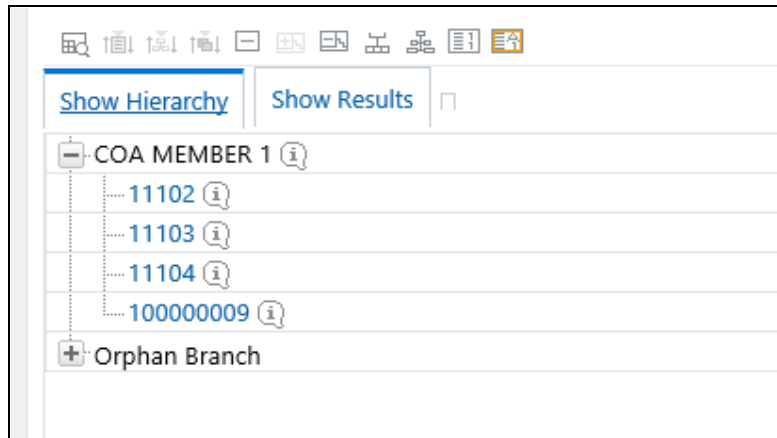 Show Hierarchy Show Results
COA MEMBER 1
11102
11103
11104
100000009
Orphan Branch